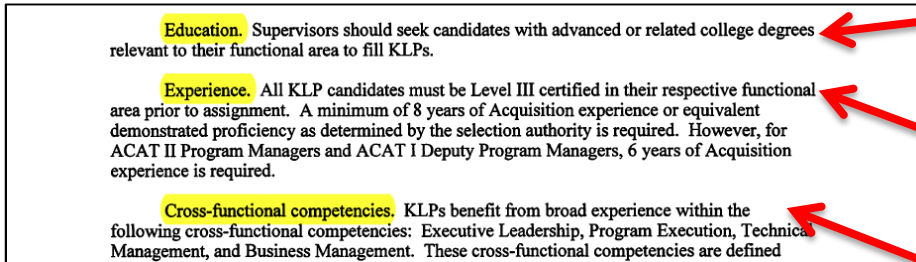 Education. Supervisors should seek candidates with advanced or related college degrees
relevant to their functional area to fill KLPs.
Experience. All KLP candidates must be Level III certified in their respective functional
area prior to assignment. A minimum of 8 years of Acquisition experience or equivalent
demonstrated proficiency as determined by the selection authority is required. However, for
ACAT II Program Managers and ACAT I Deputy Program Managers, 6 years of Acquisition
experience is required.
Cross-functional competencies. KLPs benefit from broad experience within the
following cross-functional competencies: Executive Leadership, Program Execution, Technical
Management, and Business Management. These cross-functional competencies are defined